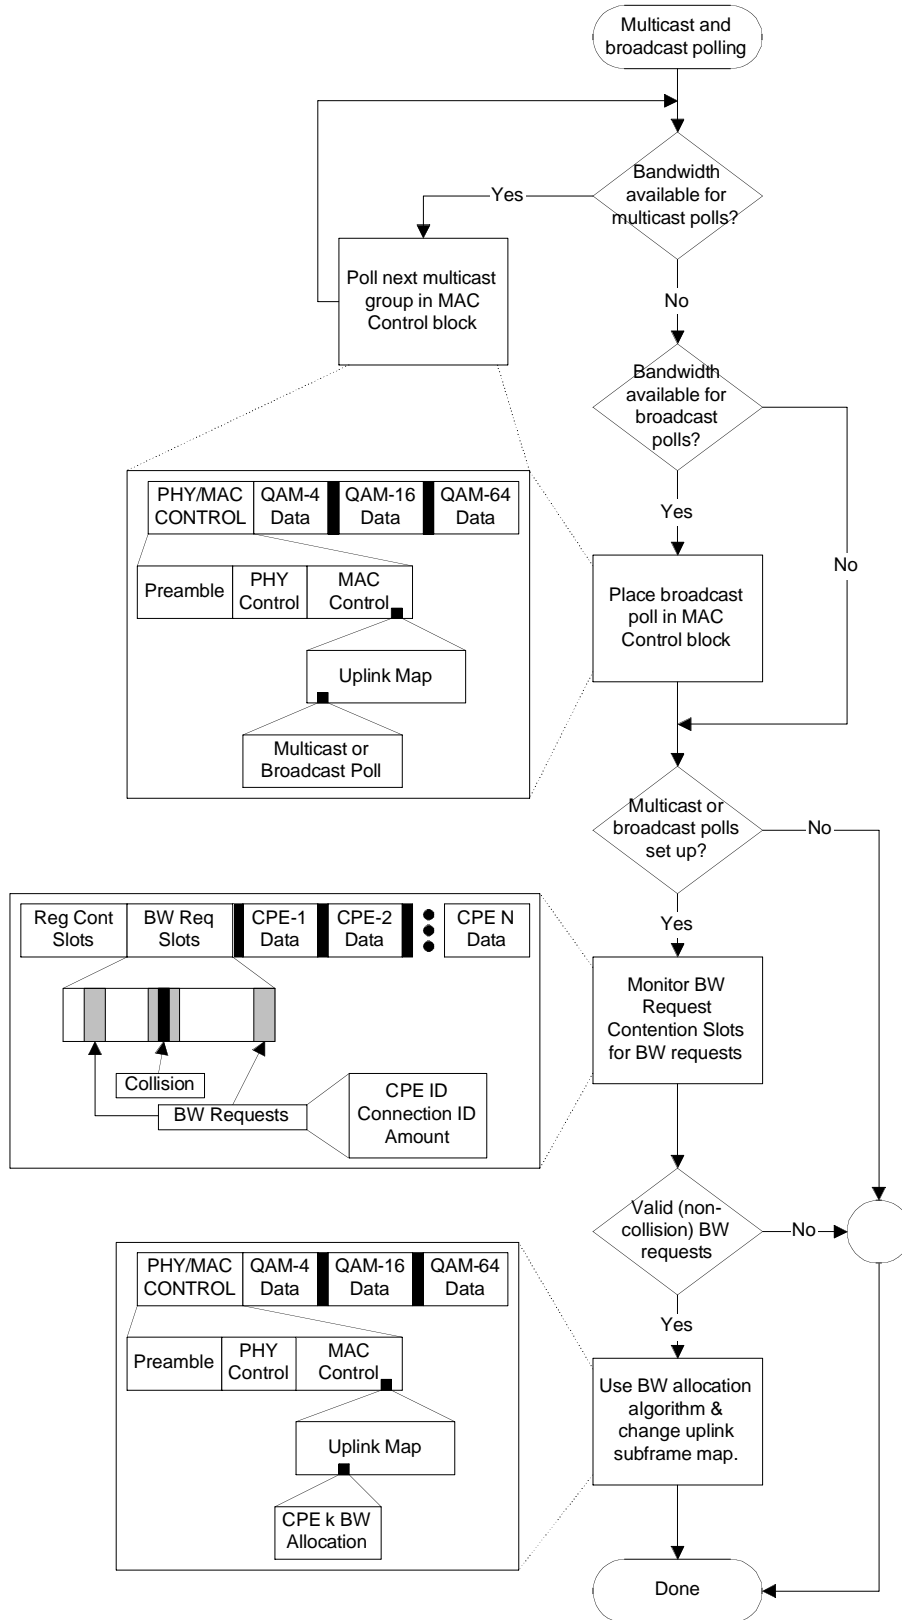 Multicast and
broadcast polling
Bandwidth
available for
multicast polls?
Yes
Poll next multicast
group in MAC
Control block
No
Bandwidth
available for
broadcast
polls?
PHY/MAC
CONTROL
QAM-4
Data
QAM-16
Data
QAM-64
Data
Yes
No
Preamble
PHY
Control
MAC
Control
Place broadcast
poll in MAC
Control block
Uplink Map
Multicast or
Broadcast Poll
Multicast or
broadcast polls
set up?
No
Yes
Reg Cont
Slots
BW Req
Slots
CPE-1
Data
CPE-2
Data
CPE N
Data
Monitor BW
Request
Contention Slots
for BW requests
Collision
BW Requests
CPE ID
Connection ID
Amount
Valid (non-
collision) BW
requests
No
Yes
PHY/MAC
CONTROL
QAM-4
Data
QAM-16
Data
QAM-64
Data
Preamble
PHY
Control
MAC
Control
Use BW allocation
algorithm &
change uplink
subframe map.
Uplink Map
CPE k BW
Allocation
Done